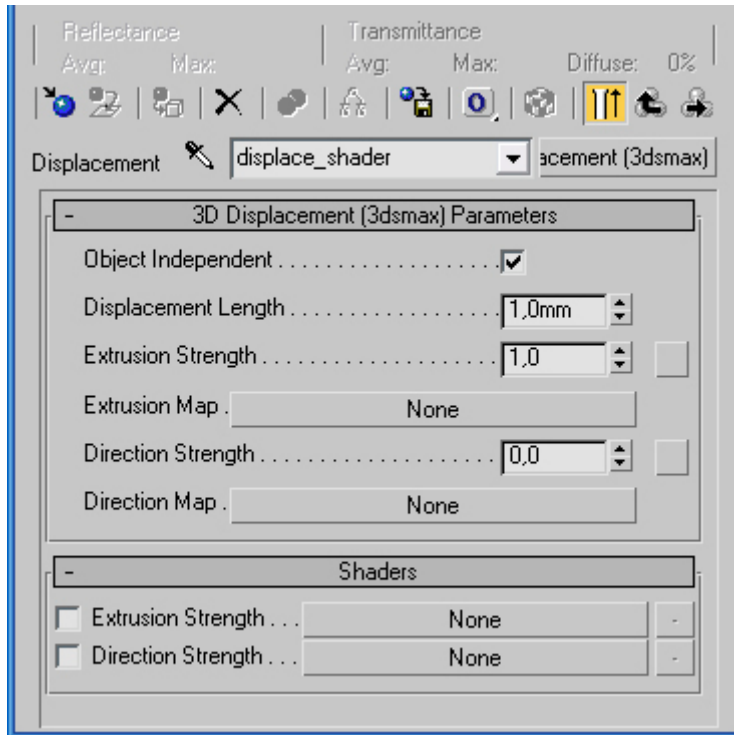 Reflectance Transmittance
Avg: Max: Avg: Max: Diffuse: 0%
Displacement displace_shader acement (3dsmax)
- 3D Displacement (3dsmax) Parameters
Object Independent . . . . . . . . . . . . . . . . . . .
Displacement Length . . . . . . . . . . . . . . . . . . 1,0mm
Extrusion Strength . . . . . . . . . . . . . . . . . . . . 1,0
Extrusion Map . None
Direction Strength . . . . . . . . . . . . . . . . . . . . 0,0
Direction Map . None
- Shaders
Extrusion Strength . . . None -
Direction Strength . . . None -